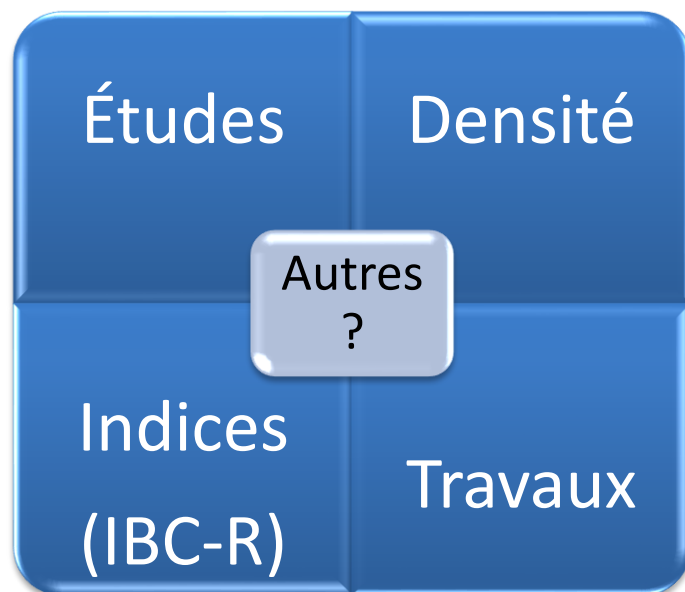 Études
Densité
Autres
?
Indices
(IBC-R)
Travaux